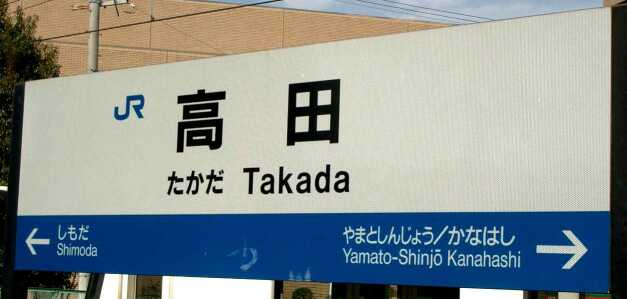 JR
高田
たかだ Takada
しもだ
Shimoda
やまとしんじょう/かなはし
Yamato-Shinjō Kanahashi